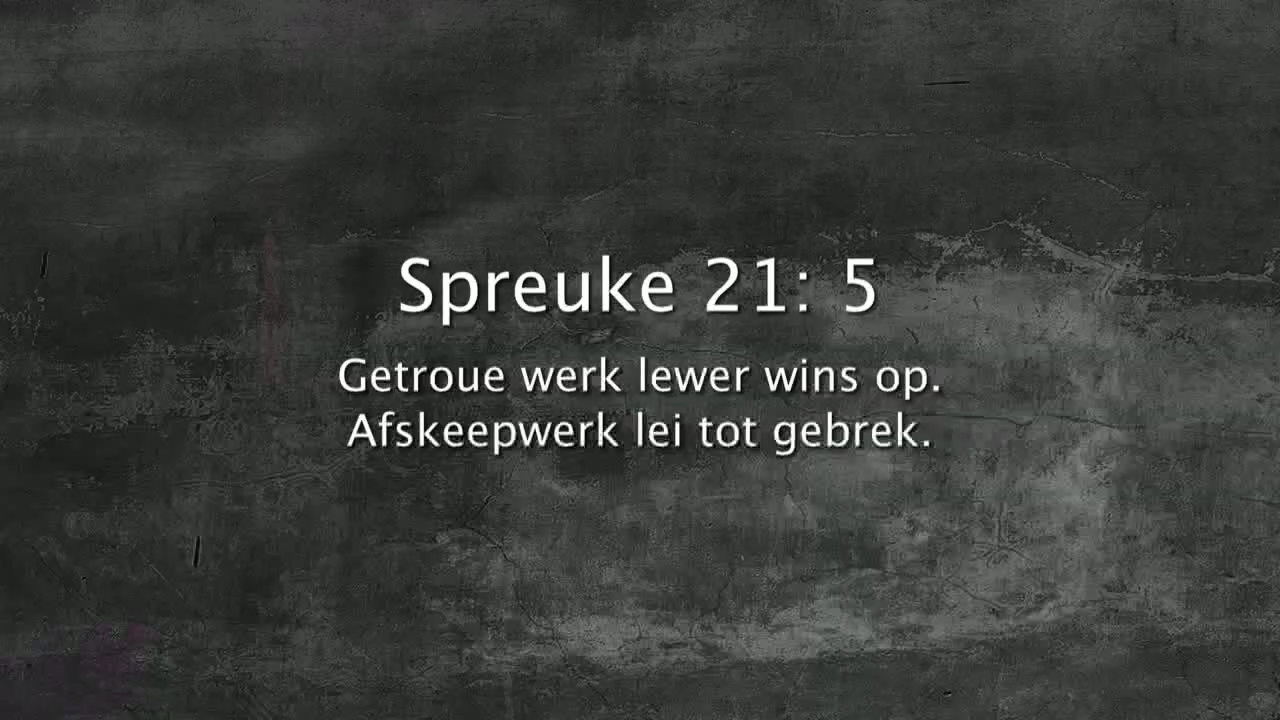 Spreuke 21: 5
Getroue werk lewer wins op.
Afskeepwerk lei tot gebrek.